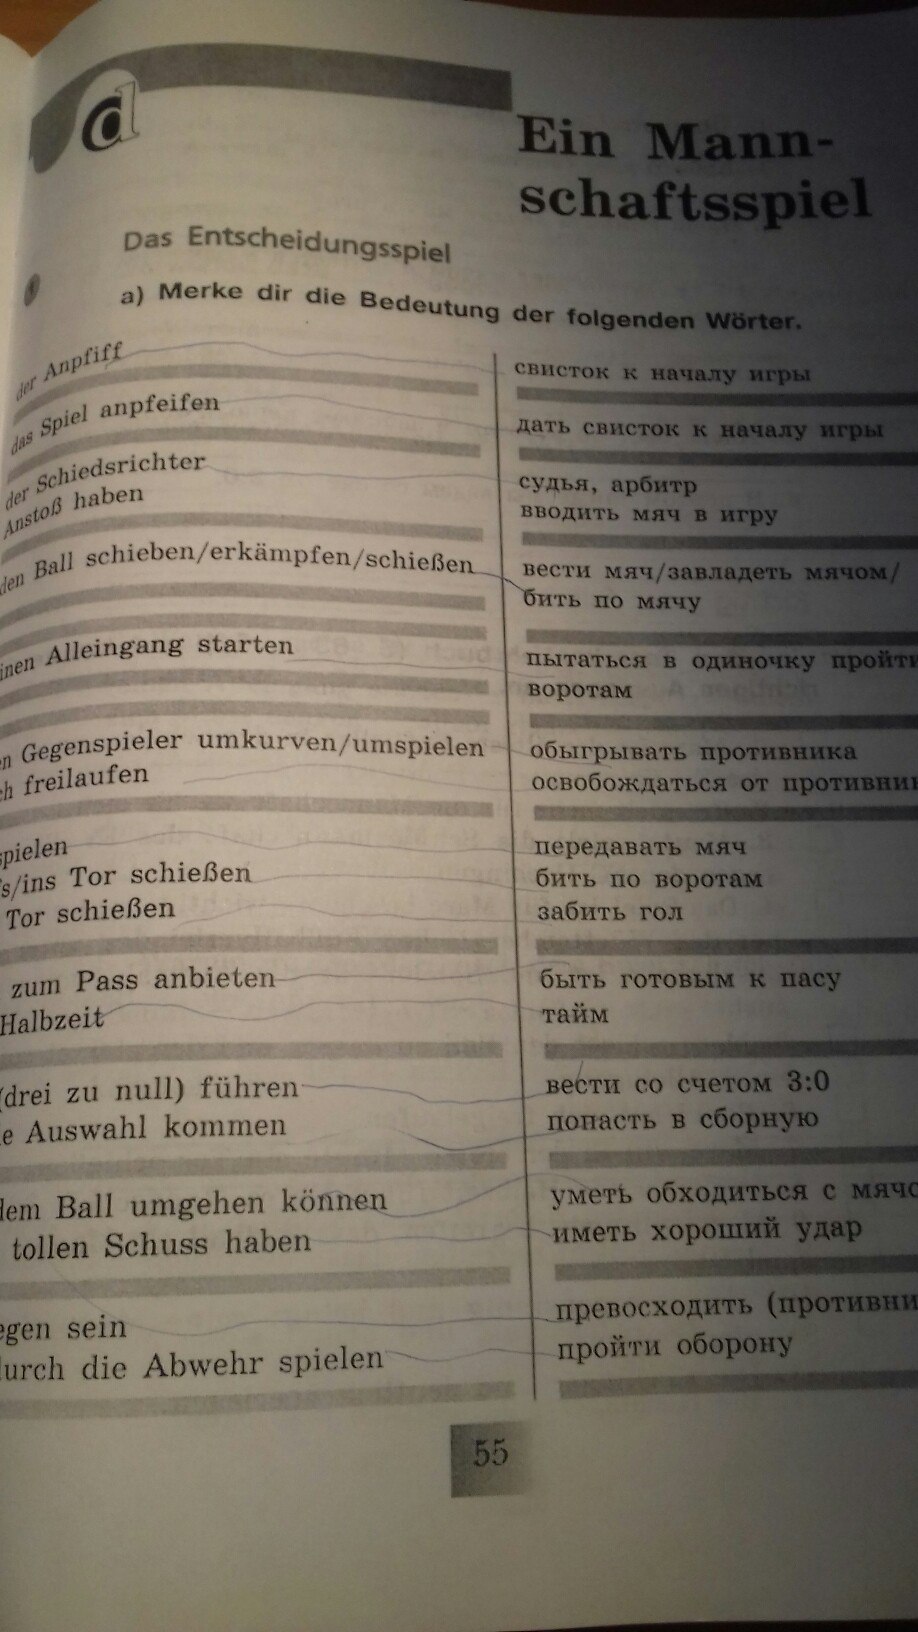 d
Ein Mann-
schaftsspiel
Das Entscheidungsspiel
a) Merke dir die Bedeutung der folgenden Wörter.
der Anpfiff
свисток к началу игры
das Spiel anpfeifen
дать свисток к началу игры
der Schiedsrichter
судья, арбитр
Anstoß haben
вводить мяч в игру
den Ball schieben/erkämpfen/schießen
вести мяч/завладеть мячом/
бить по мячу
inen Alleingang starten
пытаться в одиночку пройти
воротам
n Gegenspieler umkurven/umspielen
обыгрывать противника
ch freilaufen
освобождаться от противни
spielen
передавать мяч
s/ins Tor schießen
бить по воротам
Tor schießen
забить гол
zum Pass anbieten
быть готовым к пасу
Halbzeit
тайм
(drei zu null) führen
вести со счетом 3:0
e Auswahl kommen
попасть в сборную
dem Ball umgehen können
уметь обходиться с мячо
tollen Schuss haben
иметь хороший удар
egen sein
превосходить (противни
durch die Abwehr spielen
пройти оборону
55